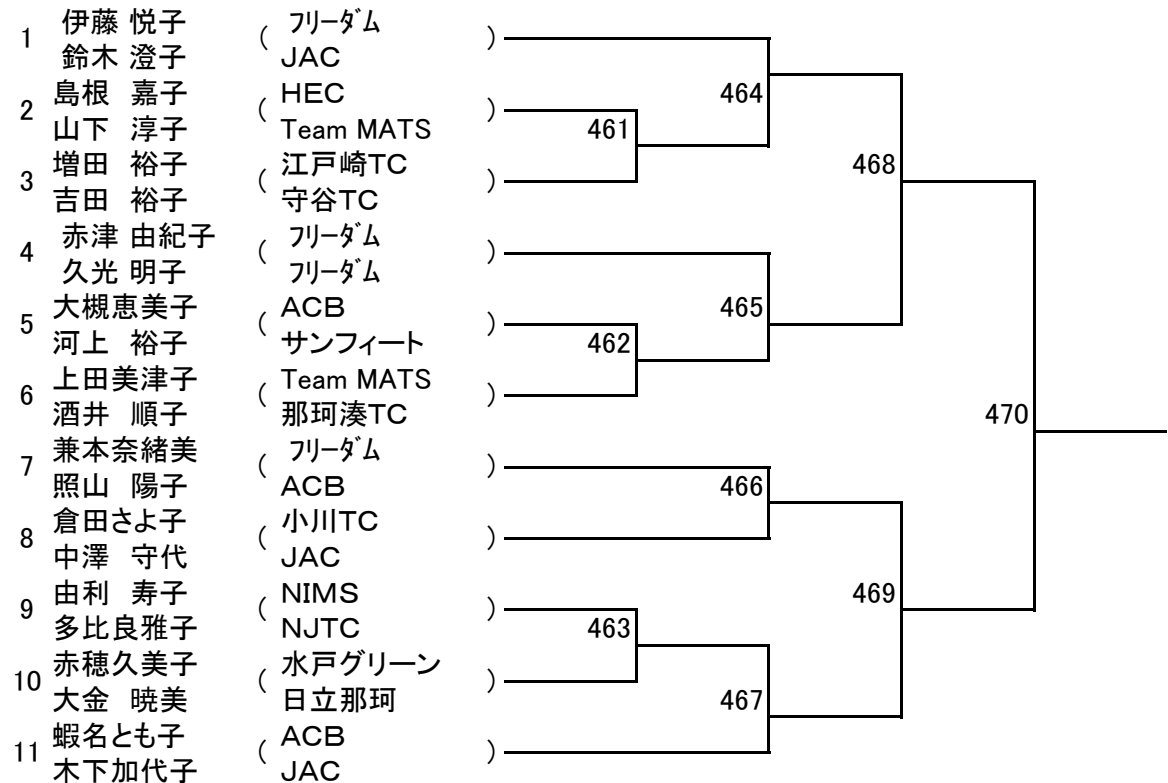 伊藤 悦子 フリーダム
1 ( )
鈴木 澄子 JAC
島根 嘉子 HEC 464
2 ( )
山下 淳子 Team MATS 461
増田 裕子 江戸崎TC 468
3 ( )
吉田 裕子 守谷TC
赤津 由紀子 フリーダム
4 ( )
久光 明子 フリーダム
大槻恵美子 ACB 465
5 ( )
河上 裕子 サンフィート 462
上田美津子 Team MATS
6 ( )
酒井 順子 那珂湊TC 470
兼本奈緒美 フリーダム
7 ( )
照山 陽子 ACB 466
倉田さよ子 小川TC
8 ( )
中澤 守代 JAC
由利 寿子 NIMS 469
9 ( )
多比良雅子 NJTC 463
赤穂久美子 水戸グリーン
10 ( )
大金 暁美 日立那珂 467
蝦名とも子 ACB
11 ( )
木下加代子 JAC